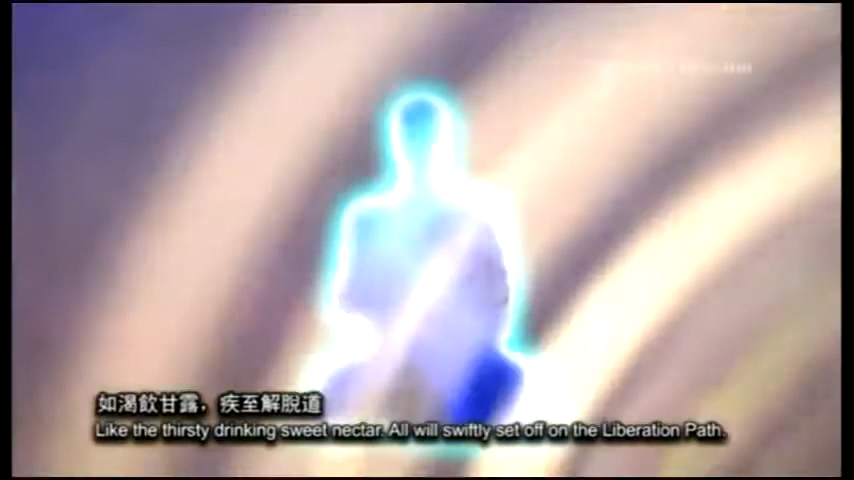 如渴飲甘露，疾至解脫道
Like the thirsty drinking sweet nectar. All will swiftly set off on the Liberation Path.